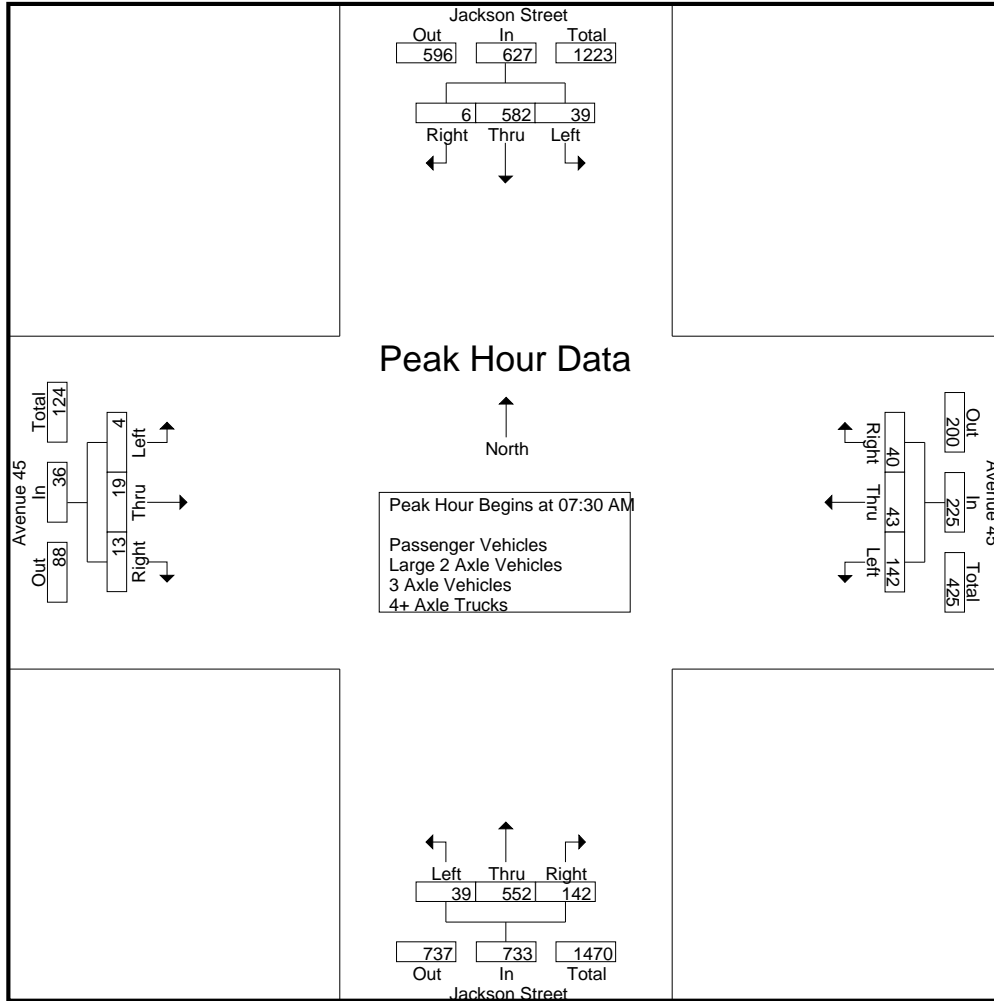 Jackson Street
Out In Total
596 627 1223
6 582 39
Right Thru Left
Peak Hour Data
North
Peak Hour Begins at 07:30 AM
Passenger Vehicles
Large 2 Axle Vehicles
3 Axle Vehicles
4+ Axle Trucks
Avenue 45
Out In Total
88 36 124
13 19 4
Right Thru Left
Avenue 45
Out In Total
200 225 425
40 43 142
Right Thru Left
Left Thru Right
39 552 142
737 733 1470
Out In Total
Jackson Street